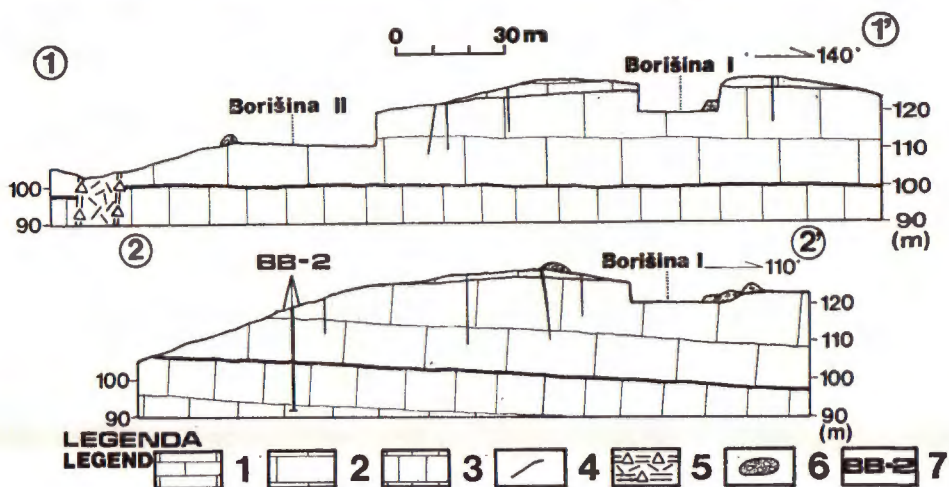 0 30 m
1 1'
Borišina I 140°
Borišina II
120
110
100 100
90 90
(m)
2 2'
BB-2 Borišina I 110°
120
110
100 100
90 90
(m)
LEGENDA
LEGEND 1 2 3 4 5 6 BB-2 7